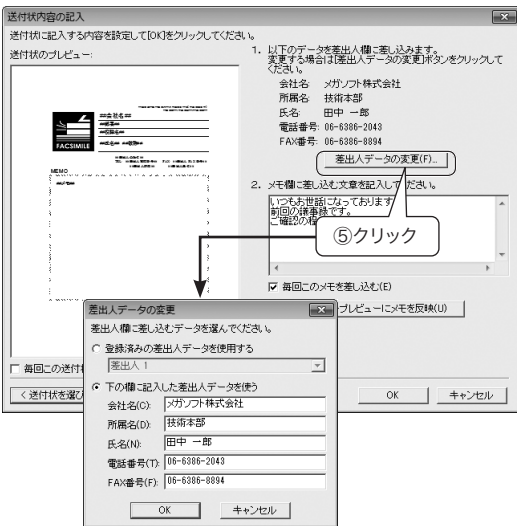 送付状内容の記入
送付状に記入する内容を設定して[OK]をクリックしてください。
送付状のプレビュー:
==会社名==
FACSIMILE
MEMO
1. 以下のデータを差出人欄に差し込みます。
変更する場合は[差出人データの変更]ボタンをクリックして
ください。
会社名: メガソフト株式会社
所属名: 技術本部
氏名: 田中 一郎
電話番号: 06-6386-2043
FAX番号: 06-6386-8894
差出人データの変更(F)...
2. メモ欄に差し込む文章を記入してください。
いつもお世話になっております
前回の議事録です。
ご確認の程
⑤クリック
毎回このメモを差し込む(E)
プレビューにメモを反映(U)
毎回この送付
< 送付状を選
OK
キャンセル
差出人データの変更
差出人欄に差し込むデータを選んでください。
登録済みの差出人データを使用する
差出人 1
下の欄に記入した差出人データを使う
会社名(C): メガソフト株式会社
所属名(D): 技術本部
氏名(N): 田中 一郎
電話番号(T): 06-6386-2043
FAX番号(F): 06-6386-8894
OK
キャンセル